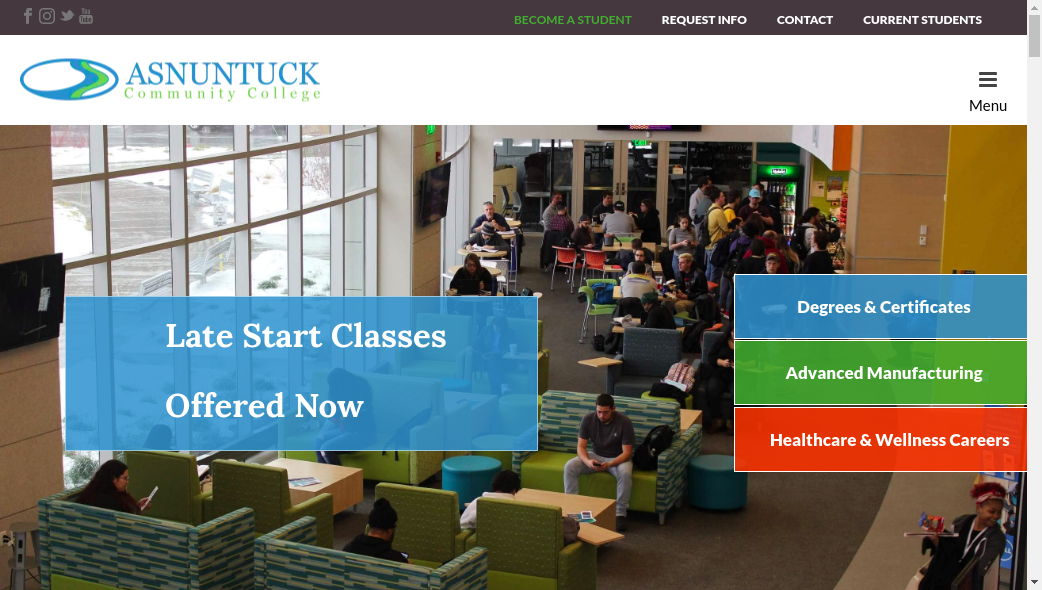 BECOME A STUDENT REQUEST INFO CONTACT CURRENT STUDENTS
ASNUNTUCK
Community College
Menu
Late Start Classes
Offered Now
Degrees & Certificates
Advanced Manufacturing
Healthcare & Wellness Careers